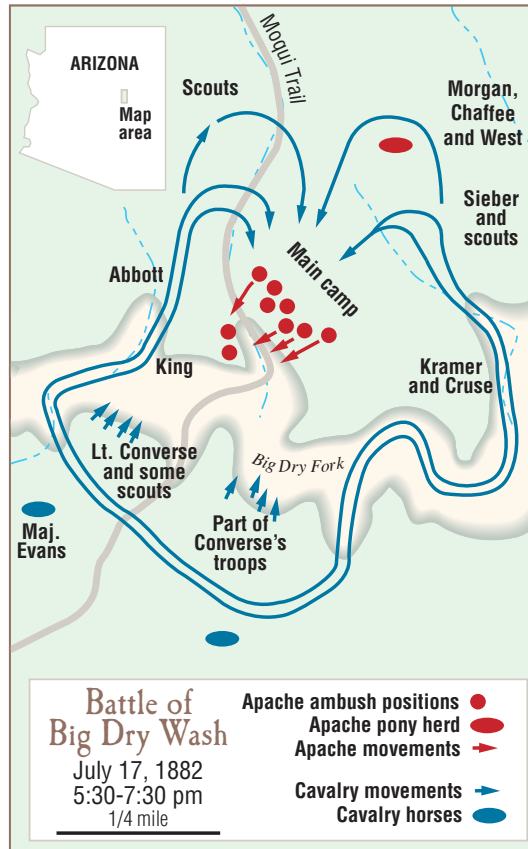 ARIZONA
Map
area
Scouts
Moqui Trail
Morgan,
Chaffee
and West
Sieber and
scouts
Abbott
Main camp
King
Kramer
and Cruse
Lt. Converse
and some
scouts
Big Dry Fork
Maj.
Evans
Part of
Converse's
troops
Battle of
Big Dry Wash
July 17, 1882
5:30-7:30 pm
1/4 mile
Apache ambush positions
Apache pony herd
Apache movements
Cavalry movements
Cavalry horses